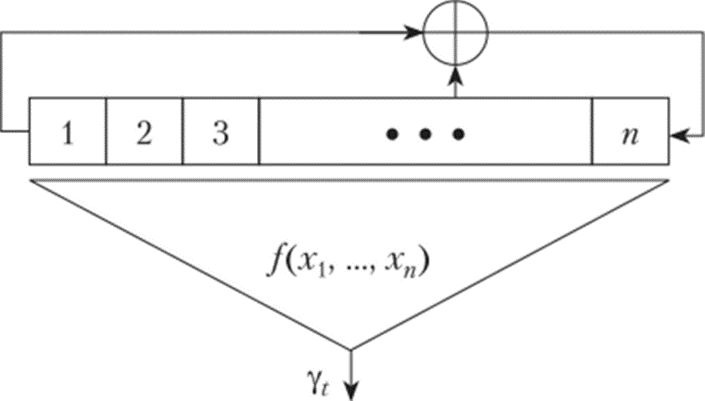 1 2 3 • • • n
f(x₁, ..., xₙ)
γₜ